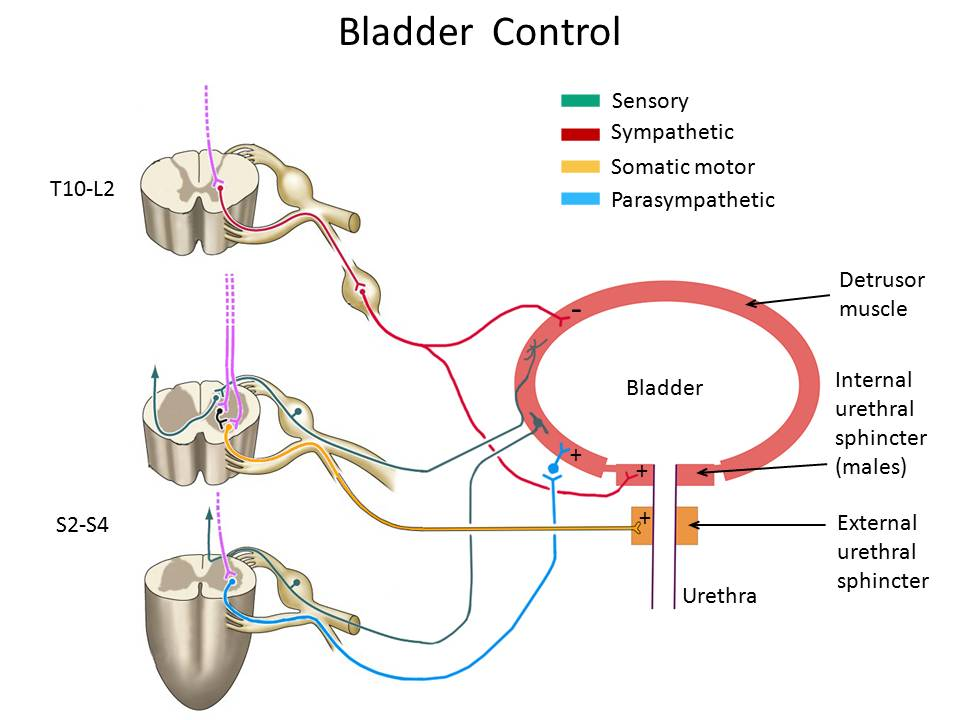 Bladder Control
Sensory
Sympathetic
Somatic motor
Parasympathetic
T10-L2
Detrusor
muscle
-
Bladder
Internal
urethral
sphincter
(males)
+
+
+
S2-S4
External
urethral
sphincter
Urethra